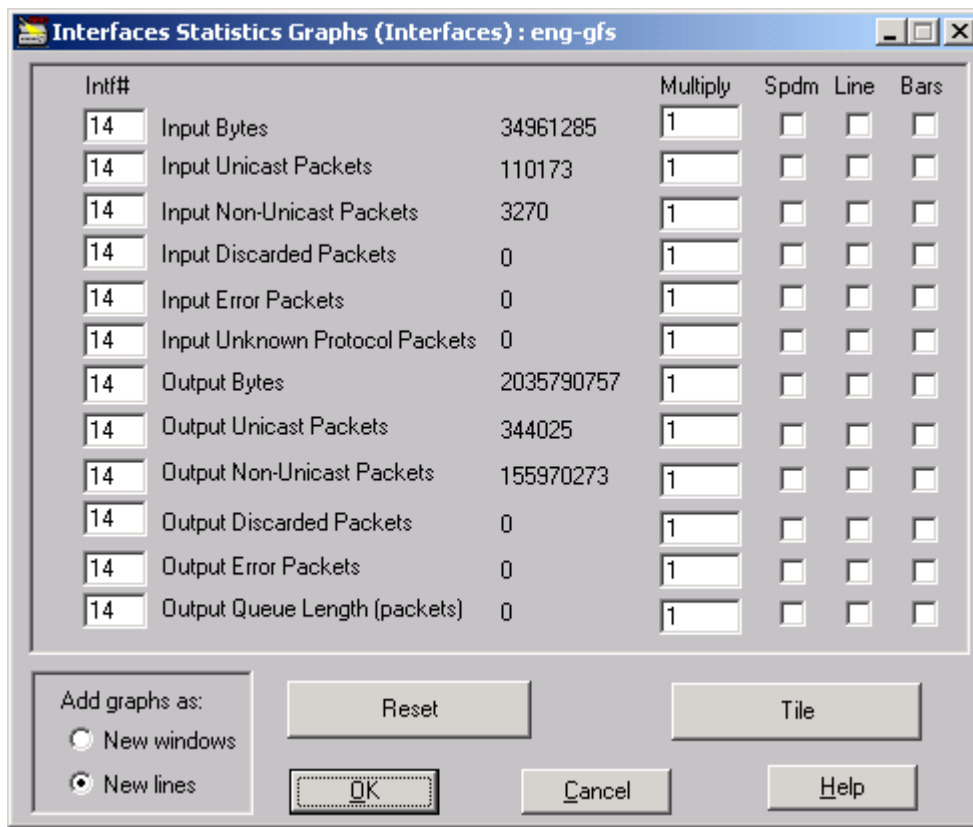 Interfaces Statistics Graphs (Interfaces) : eng-gfs
Intf# Multiply Spdm Line Bars
14 Input Bytes 34961285 1
14 Input Unicast Packets 110173 1
14 Input Non-Unicast Packets 3270 1
14 Input Discarded Packets 0 1
14 Input Error Packets 0 1
14 Input Unknown Protocol Packets 0 1
14 Output Bytes 2035790757 1
14 Output Unicast Packets 344025 1
14 Output Non-Unicast Packets 155970273 1
14 Output Discarded Packets 0 1
14 Output Error Packets 0 1
14 Output Queue Length (packets) 0 1
Add graphs as:
New windows
New lines
Reset
Tile
OK
Cancel
Help